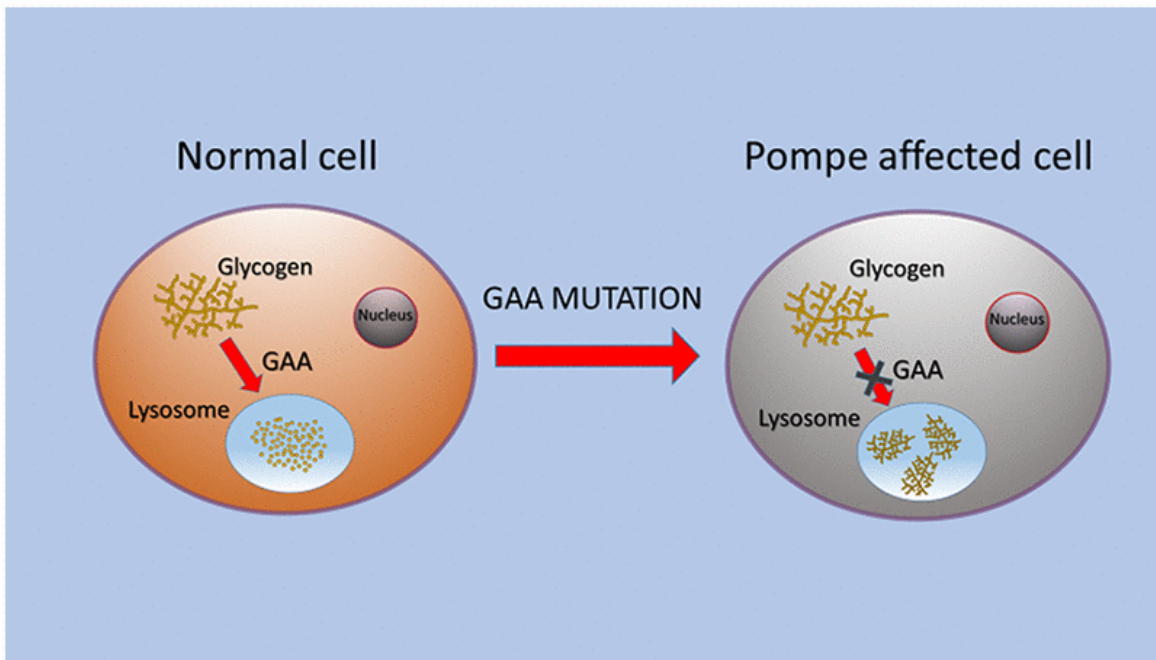 Normal cell
Glycogen
Nucleus
GAA
Lysosome
GAA MUTATION
Pompe affected cell
Glycogen
Nucleus
GAA
Lysosome